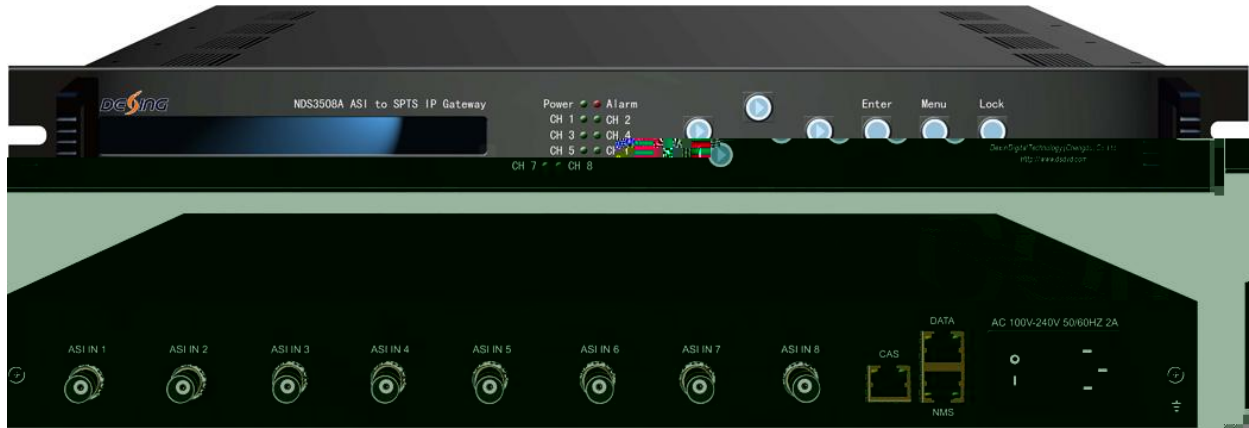 NDS3508A ASI to SPTS IP Gateway
Power Alarm
CH 1 CH 2
CH 3 CH 4
CH 5 CH
CH 7 CH 8
Enter Menu Lock
ASI IN 1 ASI IN 2 ASI IN 3 ASI IN 4 ASI IN 5 ASI IN 6 ASI IN 7 ASI IN 8
CAS
DATA
NMS
AC 100V-240V 50/60HZ 2A